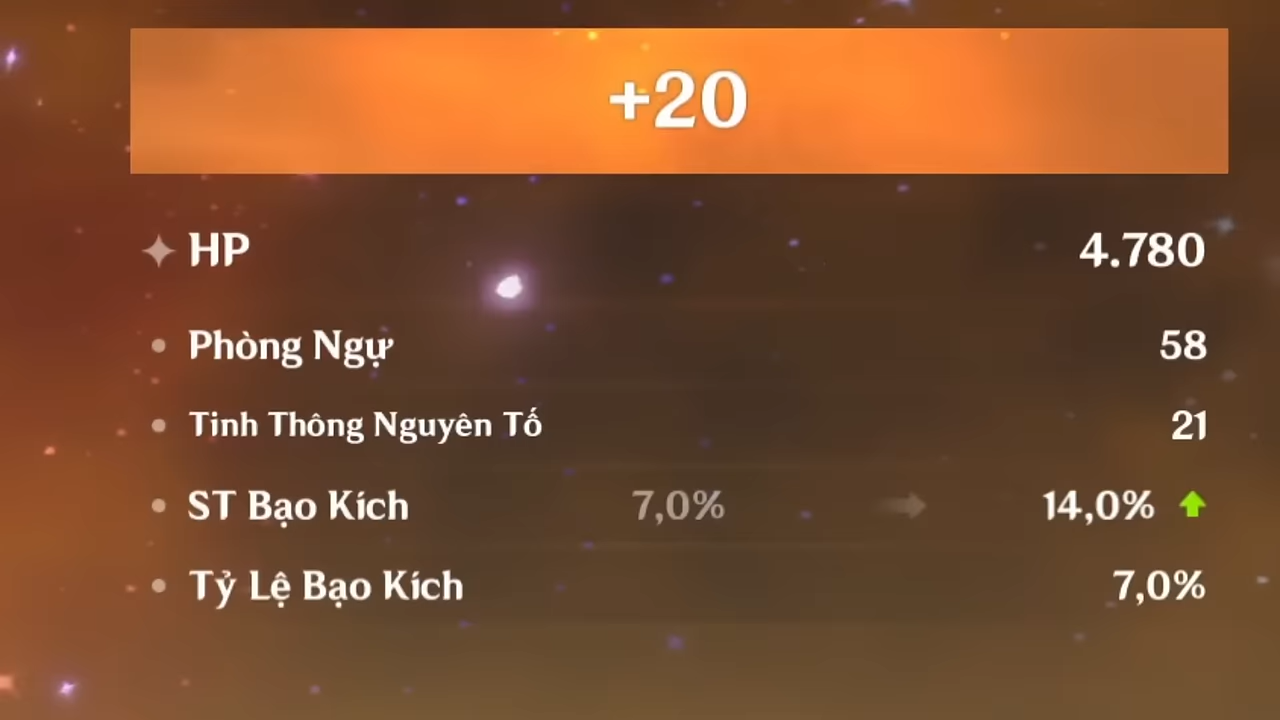 +20
HP 4.780
Phòng Ngự 58
Tinh Thông Nguyên Tố 21
ST Bạo Kích 7,0% 14,0%
Tỷ Lệ Bạo Kích 7,0%